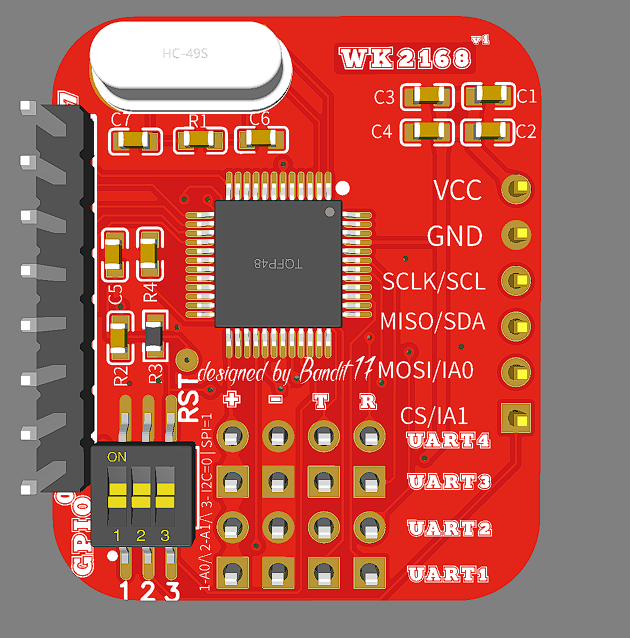 HC-49S
WK2168
v1
C3
C1
C4
C2
7
C7
R1
C6
VCC
GND
SCLK/SCL
MISO/SDA
MOSI/IA0
CS/IA1
TQFP48
C5
R4
R2
R3
designed by Bandit17
RST
+ - T R
UART4
UART3
UART2
UART1
ON
1 2 3
GPIO
0
1-A0/\ 2-A1/\ 3-I2C=0|SPI=1
1 2 3